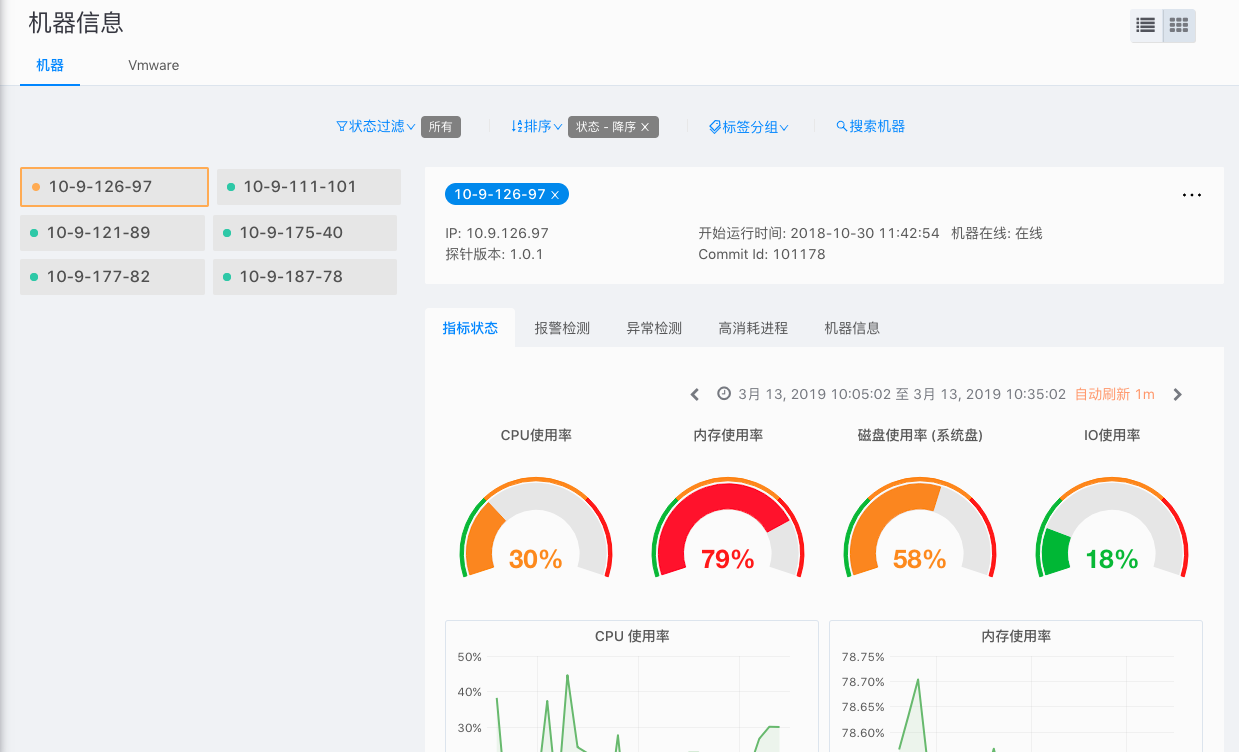 机器信息
机器 Vmware
状态过滤 所有 排序 状态 - 降序 × 标签分组 搜索机器
10-9-126-97 10-9-111-101
10-9-121-89 10-9-175-40
10-9-177-82 10-9-187-78
10-9-126-97 ×
IP: 10.9.126.97 开始运行时间: 2018-10-30 11:42:54 机器在线: 在线
探针版本: 1.0.1 Commit Id: 101178
指标状态 报警检测 异常检测 高消耗进程 机器信息
3月 13, 2019 10:05:02 至 3月 13, 2019 10:35:02 自动刷新 1m
CPU使用率 内存使用率 磁盘使用率 (系统盘) IO使用率
30% 79% 58% 18%
CPU 使用率
50%
40%
30%
内存使用率
78.75%
78.70%
78.65%
78.60%